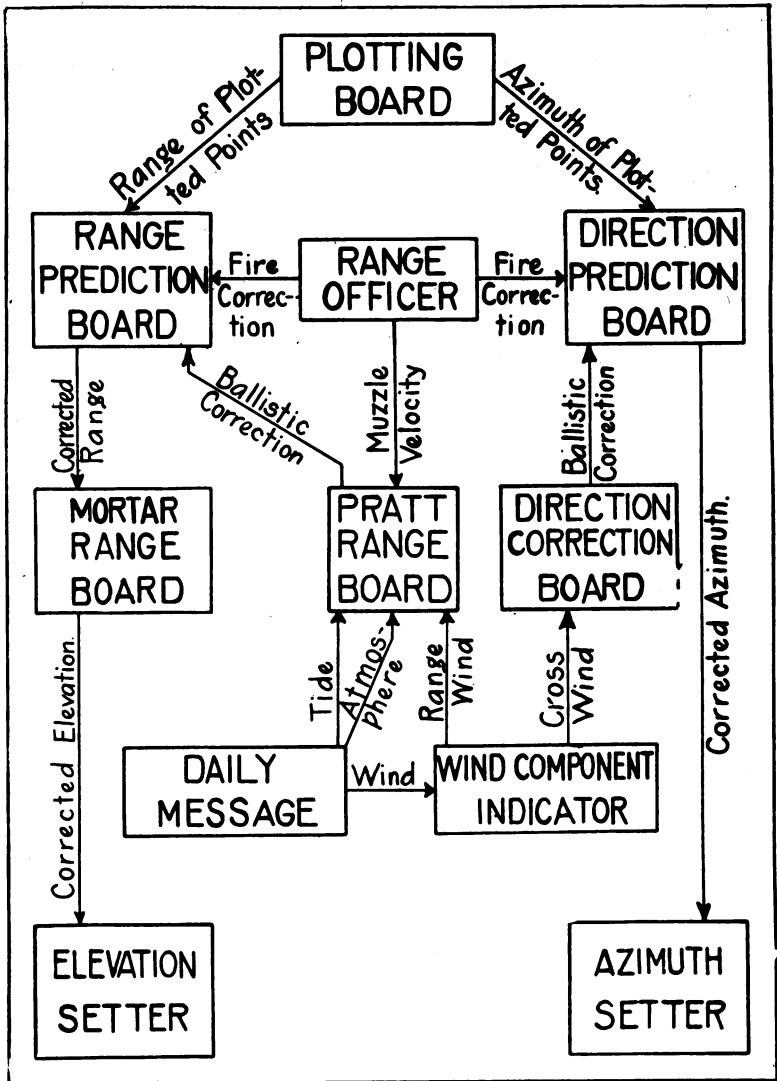 PLOTTING
BOARD
Range of Plot-
ted Points
Azimuth of Plot-
ted Points.
RANGE
PREDICTION
BOARD
Fire
Correc-
tion
RANGE
OFFICER
Fire
Correc-
tion
DIRECTION
PREDICTION
BOARD
Corrected
Range
Ballistic
Correction
Muzzle
Velocity
Ballistic
Correction
MORTAR
RANGE
BOARD
PRATT
RANGE
BOARD
DIRECTION
CORRECTION
BOARD
Corrected Azimuth.
Corrected Elevation.
Tide
Atmos-
phere
Range
Wind
Cross
Wind
DAILY
MESSAGE
Wind
WIND COMPONENT
INDICATOR
ELEVATION
SETTER
AZIMUTH
SETTER